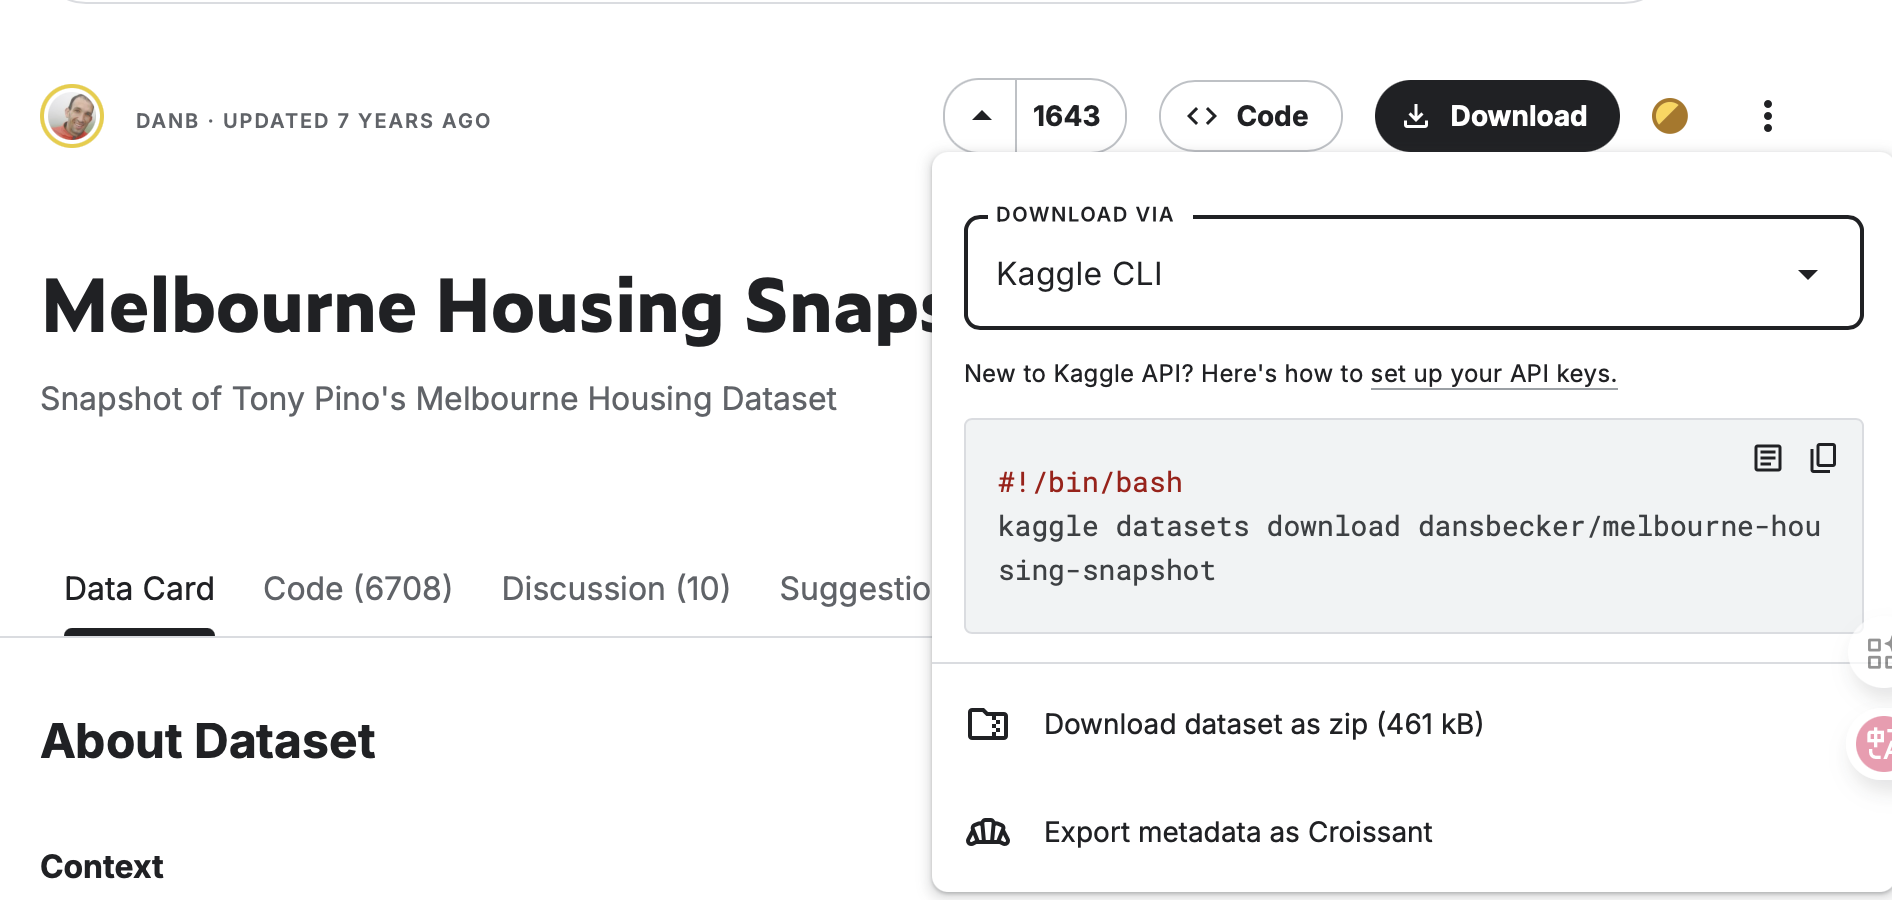 DANB · UPDATED 7 YEARS AGO
1643
<> Code
Download
Melbourne Housing Snaps
Snapshot of Tony Pino's Melbourne Housing Dataset
Data Card
Code (6708)
Discussion (10)
Suggestio
About Dataset
Context
DOWNLOAD VIA
Kaggle CLI
New to Kaggle API? Here's how to set up your API keys.
#!/bin/bash
kaggle datasets download dansbecker/melbourne-hou
sing-snapshot
Download dataset as zip (461 kB)
Export metadata as Croissant
中